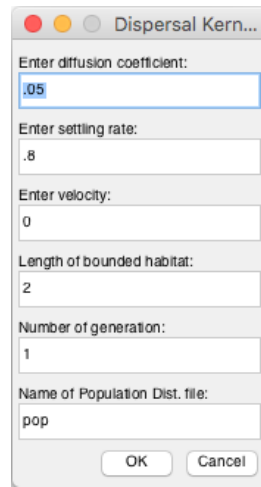 Dispersal Kern...
Enter diffusion coefficient:
.05
Enter settling rate:
.8
Enter velocity:
0
Length of bounded habitat:
2
Number of generation:
1
Name of Population Dist. file:
pop
OK Cancel